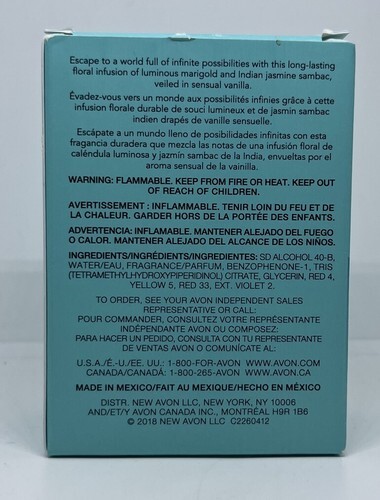 Escape to a world full of infinite possibilities with this long-lasting
floral infusion of luminous marigold and Indian jasmine sambac,
veiled in sensual vanilla.
Évadez-vous vers un monde aux possibilités infinies grâce à cette
infusion florale durable de souci lumineux et de jasmin sambac
indien drapés de vanille sensuelle.
Escápate a un mundo lleno de posibilidades infinitas con esta
fragancia duradera que mezcla una infusión floral de
caléndula luminosa y jazmín sambac de la India, envueltas por el
aroma sensual de la vainilla.
WARNING: FLAMMABLE. KEEP FROM FIRE OR HEAT. KEEP OUT
OF REACH OF CHILDREN.
AVERTISSEMENT : INFLAMMABLE. TENIR LOIN DU FEU ET DE
LA CHALEUR. GARDER HORS DE LA PORTÉE DES ENFANTS.
ADVERTENCIA: INFLAMABLE. MANTENER ALEJADO DEL FUEGO
O CALOR. MANTENER ALEJADO DEL ALCANCE DE LOS NIÑOS.
INGREDIENTS/INGRÉDIENTS/INGREDIENTES: SD ALCOHOL 40-B,
WATER/EAU, FRAGRANCE/PARFUM, BENZOPHENONE-1, TRIS
(TETRAMETHYLHYDROXYPIPERIDINOL) CITRATE, GLYCERIN, RED 4,
YELLOW 5, RED 33, EXT. VIOLET 2.
TO ORDER, SEE YOUR AVON INDEPENDENT SALES
REPRESENTATIVE OR CALL:
POUR COMMANDER, CONSULTEZ VOTRE REPRÉSENTANTE
INDÉPENDANTE AVON OU COMPOSEZ:
PARA HACER UN PEDIDO, CONSULTA CON TU REPRESENTANTE
DE VENTAS AVON O COMUNÍCATE AL:
U.S.A./É.-U./EE. UU.: 1-800-FOR-AVON WWW.AVON.COM
CANADA/CANADÁ: 1-800-265-AVON WWW.AVON.CA
MADE IN MEXICO/FAIT AU MEXIQUE/HECHO EN MÉXICO
DISTR. NEW AVON LLC, NEW YORK, NY 10006
AND/ET/Y AVON CANADA INC., MONTRÉAL H9R 1B6
© 2018 NEW AVON LLC C2260412